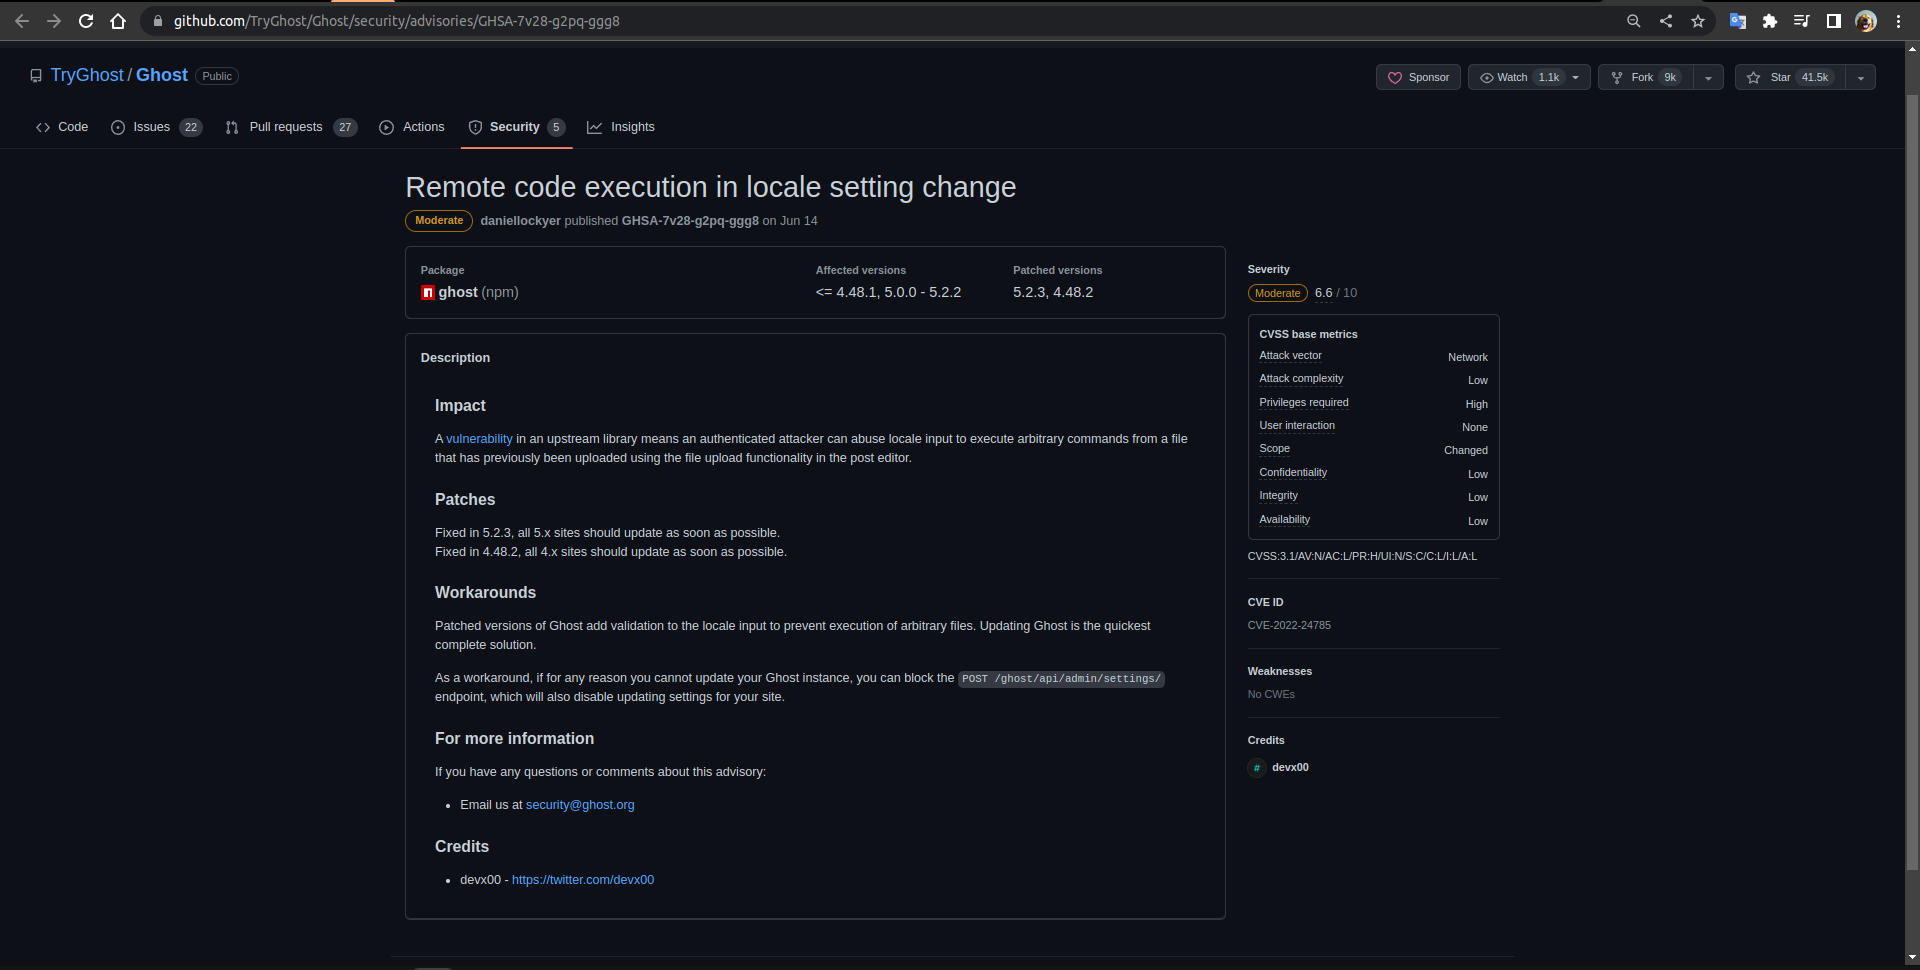 github.com/TryGhost/Ghost/security/advisories/GHSA-7v28-g2pq-ggg8
TryGhost / Ghost Public
Sponsor Watch 1.1k Fork 9k Star 41.5k
Code Issues 22 Pull requests 27 Actions Security 5 Insights
Remote code execution in locale setting change
Moderate daniellockyer published GHSA-7v28-g2pq-ggg8 on Jun 14
Package Affected versions Patched versions
ghost (npm) <= 4.48.1, 5.0.0 - 5.2.2 5.2.3, 4.48.2
Description
Impact
A vulnerability in an upstream library means an authenticated attacker can abuse locale input to execute arbitrary commands from a file
that has previously been uploaded using the file upload functionality in the post editor.
Patches
Fixed in 5.2.3, all 5.x sites should update as soon as possible.
Fixed in 4.48.2, all 4.x sites should update as soon as possible.
Workarounds
Patched versions of Ghost add validation to the locale input to prevent execution of arbitrary files. Updating Ghost is the quickest
complete solution.
As a workaround, if for any reason you cannot update your Ghost instance, you can block the POST /ghost/api/admin/settings/
endpoint, which will also disable updating settings for your site.
For more information
If you have any questions or comments about this advisory:
• Email us at security@ghost.org
Credits
• devx00 - https://twitter.com/devx00
Severity
Moderate 6.6 / 10
CVSS base metrics
Attack vector Network
Attack complexity Low
Privileges required High
User interaction None
Scope Changed
Confidentiality Low
Integrity Low
Availability Low
CVSS:3.1/AV:N/AC:L/PR:H/UI:N/S:C/C:L/I:L/A:L
CVE ID
CVE-2022-24785
Weaknesses
No CWEs
Credits
# devx00